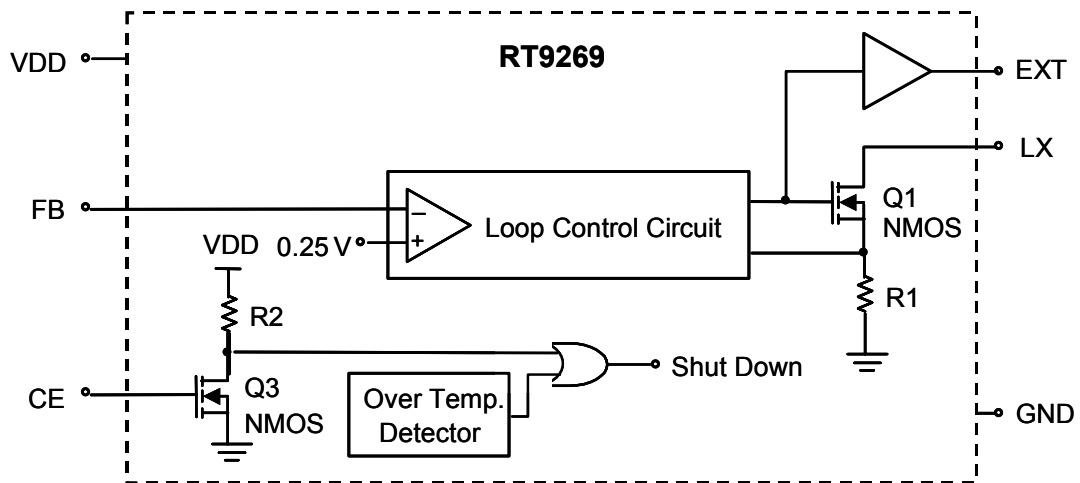 RT9269
VDD
EXT
LX
FB
−
Loop Control Circuit
Q1
NMOS
0.25 V
+
VDD
R1
R2
Shut Down
CE
Q3
NMOS
Over Temp.
Detector
GND